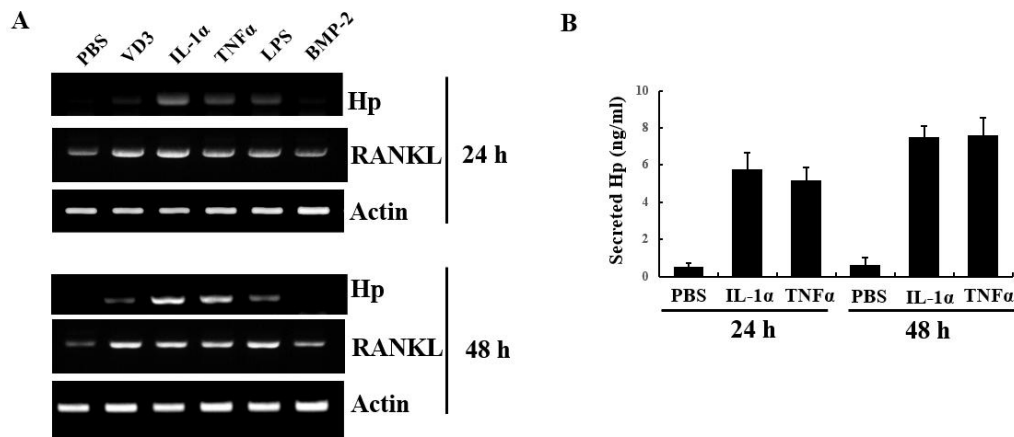 A
PBS VD3 IL-1α TNFα LPS BMP-2
Hp
RANKL 24 h
Actin
Hp
RANKL 48 h
Actin
B
Secreted Hp (ng/ml)
10
8
6
4
2
0
PBS IL-1α TNFα PBS IL-1α TNFα
24 h 48 h